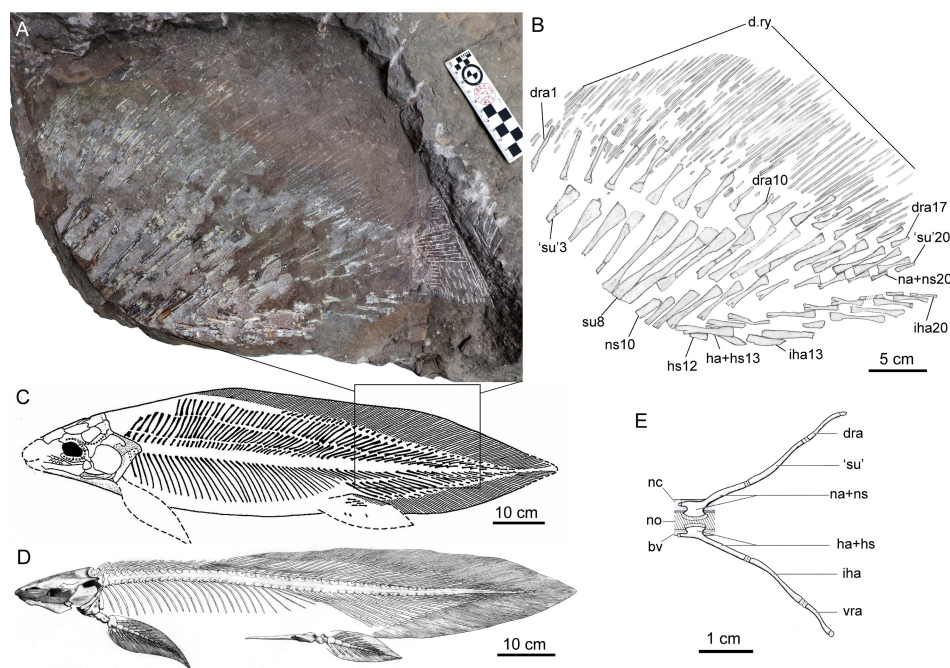 A
B
d.ry
dra1
dra10
dra17
'su'20
'su'3
na+ns20
su8
iha20
ns10
hs12
ha+hs13
iha13
5 cm
C
10 cm
D
10 cm
E
dra
'su'
nc
na+ns
no
bv
ha+hs
iha
vra
1 cm